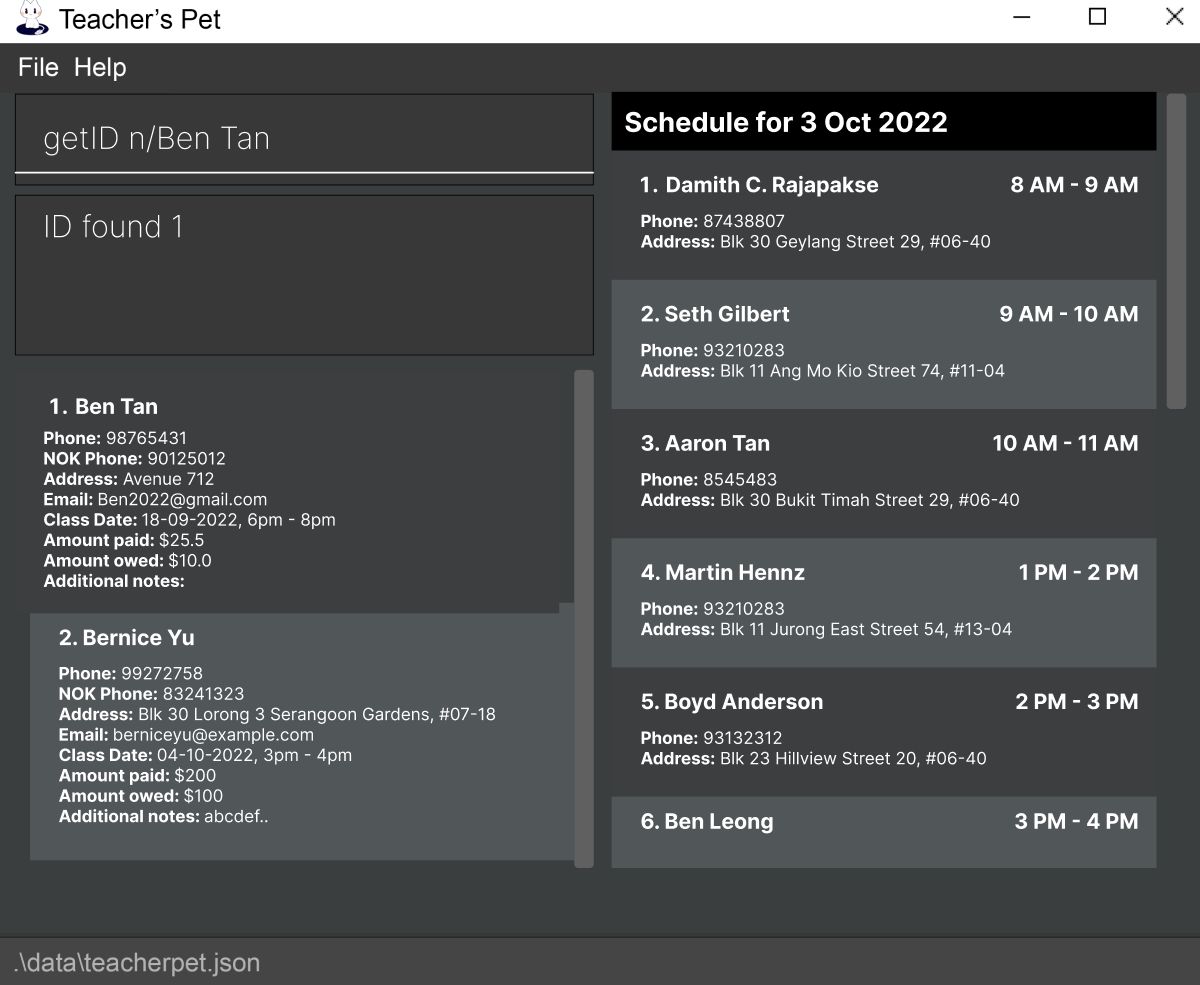 Teacher’s Pet
File Help
getID n/Ben Tan
ID found 1
1. Ben Tan
Phone: 98765431
NOK Phone: 90125012
Address: Avenue 712
Email: Ben2022@gmail.com
Class Date: 18-09-2022, 6pm - 8pm
Amount paid: $25.5
Amount owed: $10.0
Additional notes:
2. Bernice Yu
Phone: 99272758
NOK Phone: 83241323
Address: Blk 30 Lorong 3 Serangoon Gardens, #07-18
Email: berniceyu@example.com
Class Date: 04-10-2022, 3pm - 4pm
Amount paid: $200
Amount owed: $100
Additional notes: abcdef..
Schedule for 3 Oct 2022
1. Damith C. Rajapakse 8 AM - 9 AM
Phone: 87438807
Address: Blk 30 Geylang Street 29, #06-40
2. Seth Gilbert 9 AM - 10 AM
Phone: 93210283
Address: Blk 11 Ang Mo Kio Street 74, #11-04
3. Aaron Tan 10 AM - 11 AM
Phone: 8545483
Address: Blk 30 Bukit Timah Street 29, #06-40
4. Martin Hennz 1 PM - 2 PM
Phone: 93210283
Address: Blk 11 Jurong East Street 54, #13-04
5. Boyd Anderson 2 PM - 3 PM
Phone: 93132312
Address: Blk 23 Hillview Street 20, #06-40
6. Ben Leong 3 PM - 4 PM
.\data\teacherpet.json